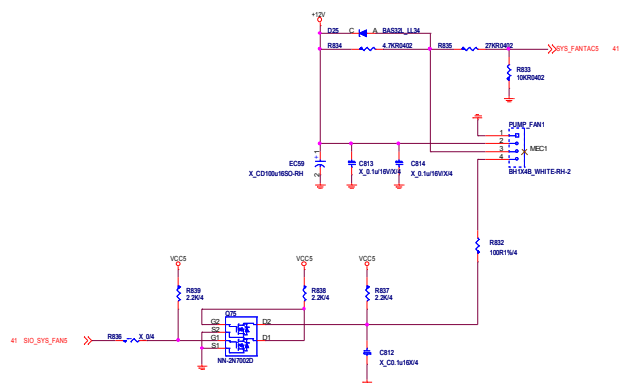 +12V
D25 C A BAS32L_LL34
R834 4.7KR0402 R835 27KR0402 SYS_FANTAC5 41
R833
10KR0402
PUMP_FAN1
1
2
3
4
MEC1
BH1X4B_WHITE-RH-2
EC59
1
+
2
X_CD100u16SO-RH
C813
X_0.1u/16V/X/4
C814
X_0.1u/16V/X/4
R832
100R1%/4
VCC5 VCC5 VCC5
R839
2.2K/4
R838
2.2K/4
R837
2.2K/4
Q75
G2 D2
S2
G1 D1
S1
NN-2N7002D
41 SIO_SYS_FAN5 R836 X_0/4
C812
X_C0.1u16X/4